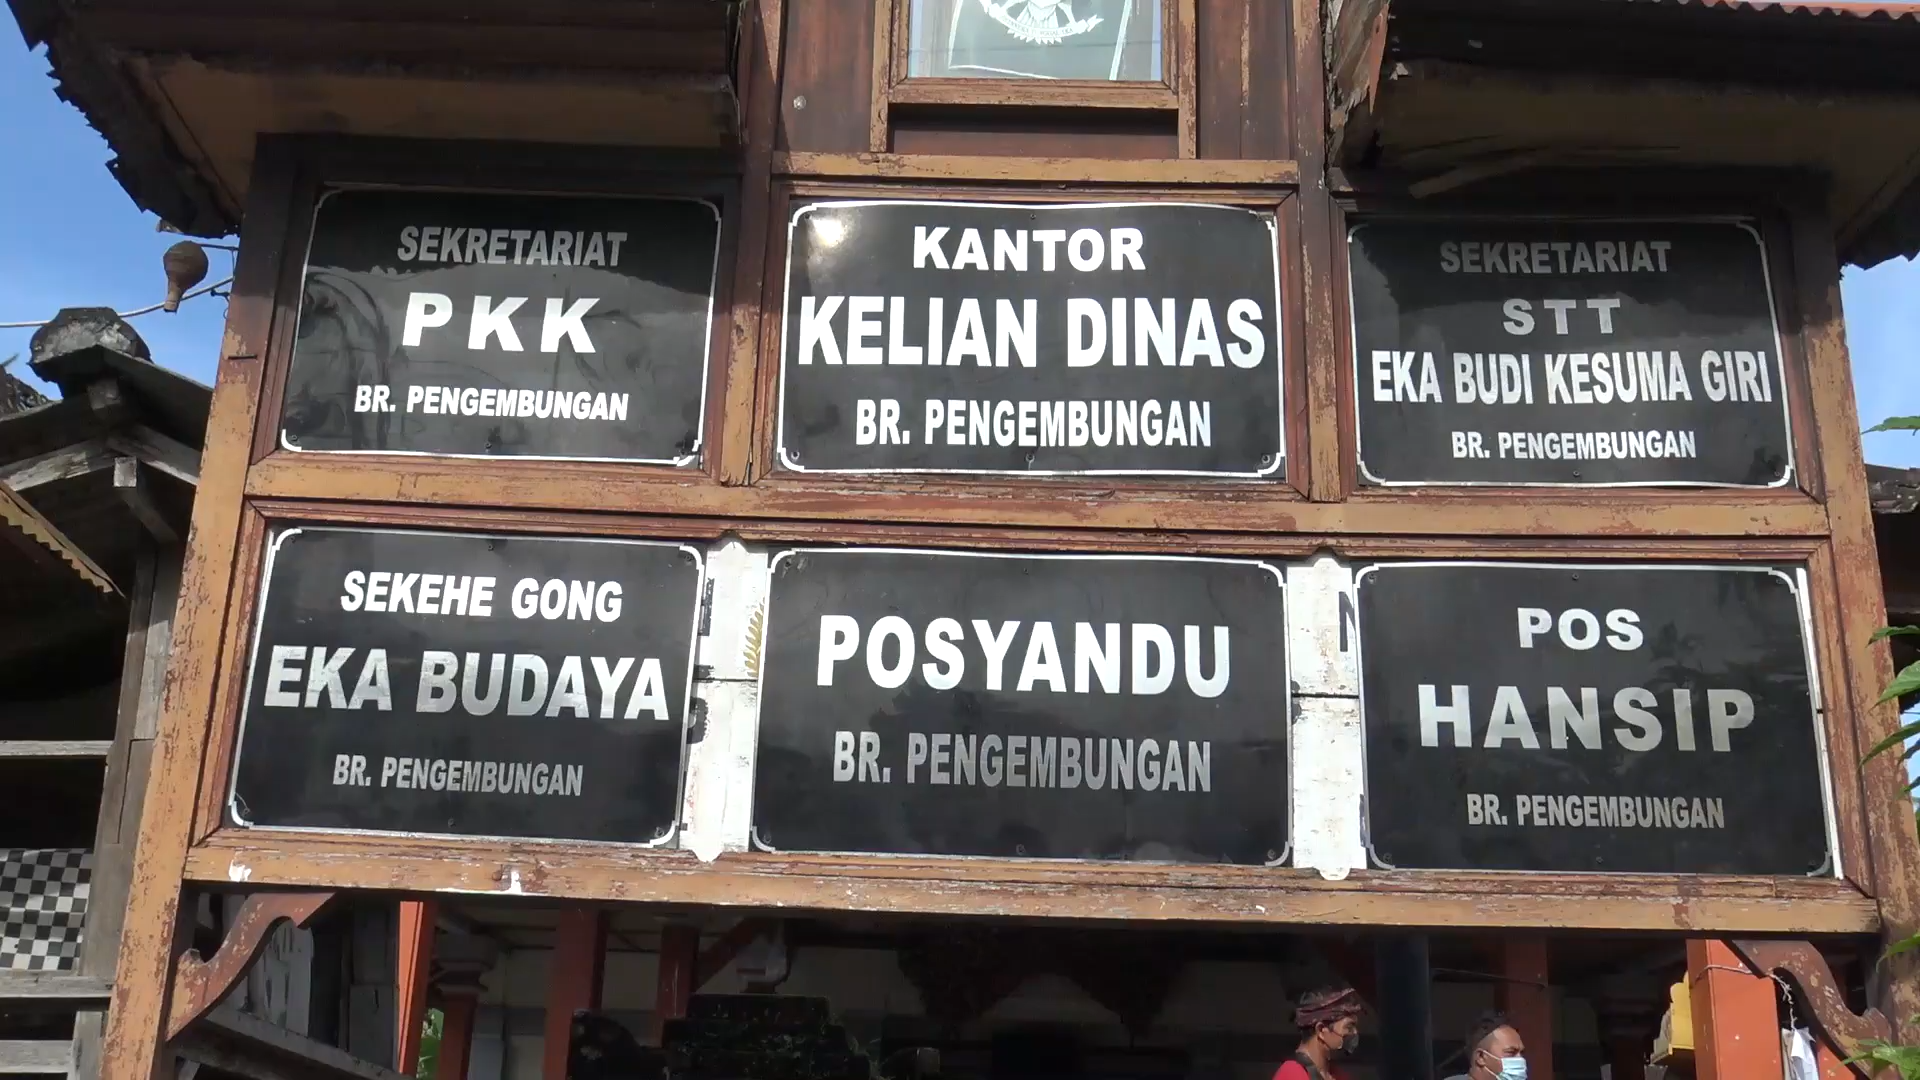 SEKRETARIAT
PKK
BR. PENGEMBUNGAN
KANTOR
KELIAN DINAS
BR. PENGEMBUNGAN
SEKRETARIAT
STT
EKA BUDI KESUMA GIRI
BR. PENGEMBUNGAN
SEKEHE GONG
EKA BUDAYA
BR. PENGEMBUNGAN
POSYANDU
BR. PENGEMBUNGAN
POS
HANSIP
BR. PENGEMBUNGAN